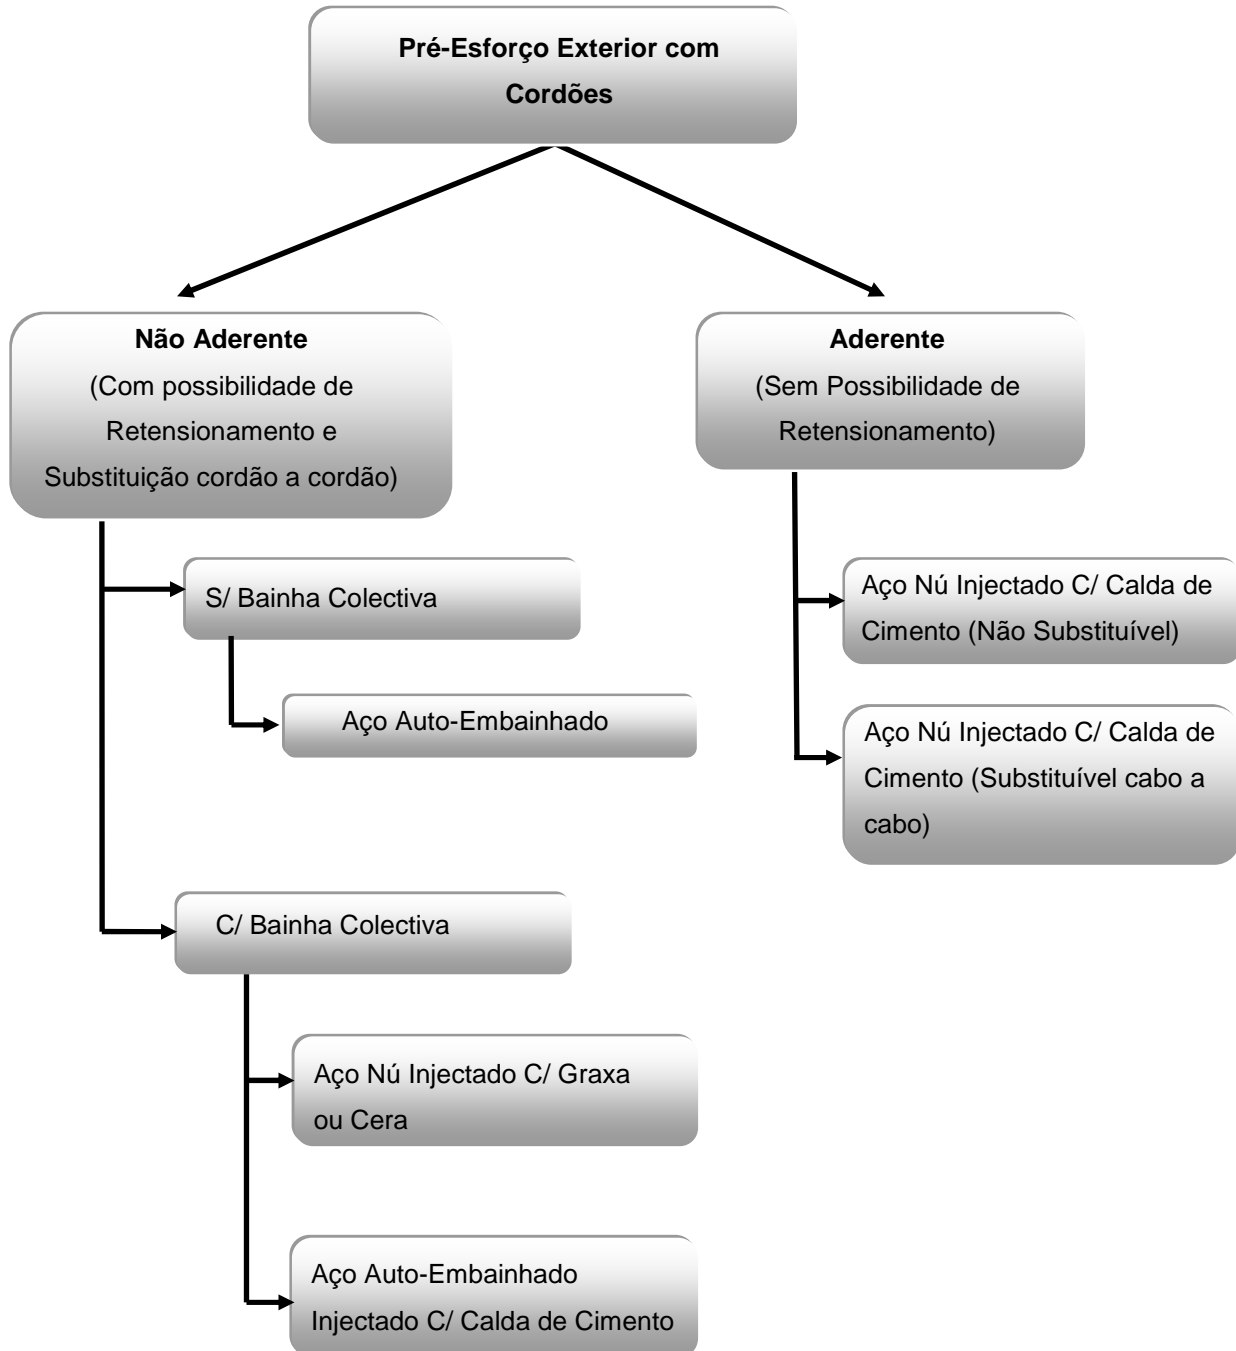 Pré-Esforço Exterior com
Cordões
Não Aderente
(Com possibilidade de
Retensionamento e
Substituição cordão a cordão)
Aderente
(Sem Possibilidade de
Retensionamento)
S/ Bainha Colectiva
Aço Auto-Embainhado
Aço Nú Injectado C/ Calda de
Cimento (Não Substituível)
Aço Nú Injectado C/ Calda de
Cimento (Substituível cabo a
cabo)
C/ Bainha Colectiva
Aço Nú Injectado C/ Graxa
ou Cera
Aço Auto-Embainhado
Injectado C/ Calda de Cimento